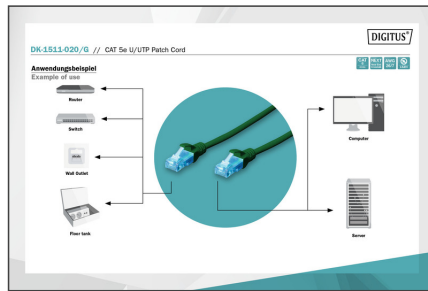 DIGITUS®
DK-1511-020/G // CAT 5e U/UTP Patch Cord
Anwendungsbeispiel
Example of use
Router
Switch
Wall Outlet
Floor tank
Computer
Server